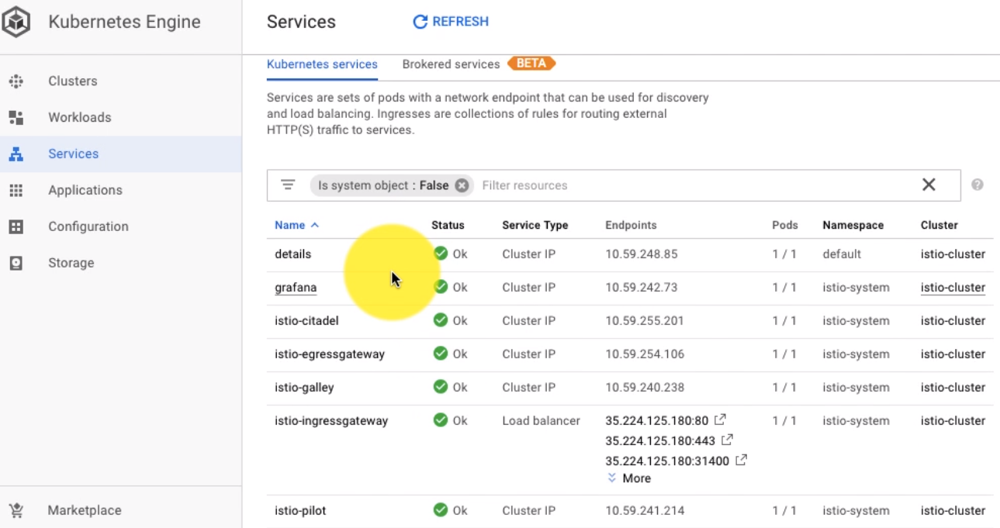 Kubernetes Engine
Services
REFRESH
Clusters
Workloads
Services
Applications
Configuration
Storage
Marketplace
Kubernetes services
Brokered services
BETA
Services are sets of pods with a network endpoint that can be used for discovery
and load balancing. Ingresses are collections of rules for routing external
HTTP(S) traffic to services.
Is system object : False
Filter resources
Name Status Service Type Endpoints Pods Namespace Cluster
details Ok Cluster IP 10.59.248.85 1 / 1 default istio-cluster
grafana Ok Cluster IP 10.59.242.73 1 / 1 istio-system istio-cluster
istio-citadel Ok Cluster IP 10.59.255.201 1 / 1 istio-system istio-cluster
istio-egressgateway Ok Cluster IP 10.59.254.106 1 / 1 istio-system istio-cluster
istio-galley Ok Cluster IP 10.59.240.238 1 / 1 istio-system istio-cluster
istio-ingressgateway Ok Load balancer 35.224.125.180:80 1 / 1 istio-system istio-cluster
35.224.125.180:443
35.224.125.180:31400
More
istio-pilot Ok Cluster IP 10.59.241.214 1 / 1 istio-system istio-cluster